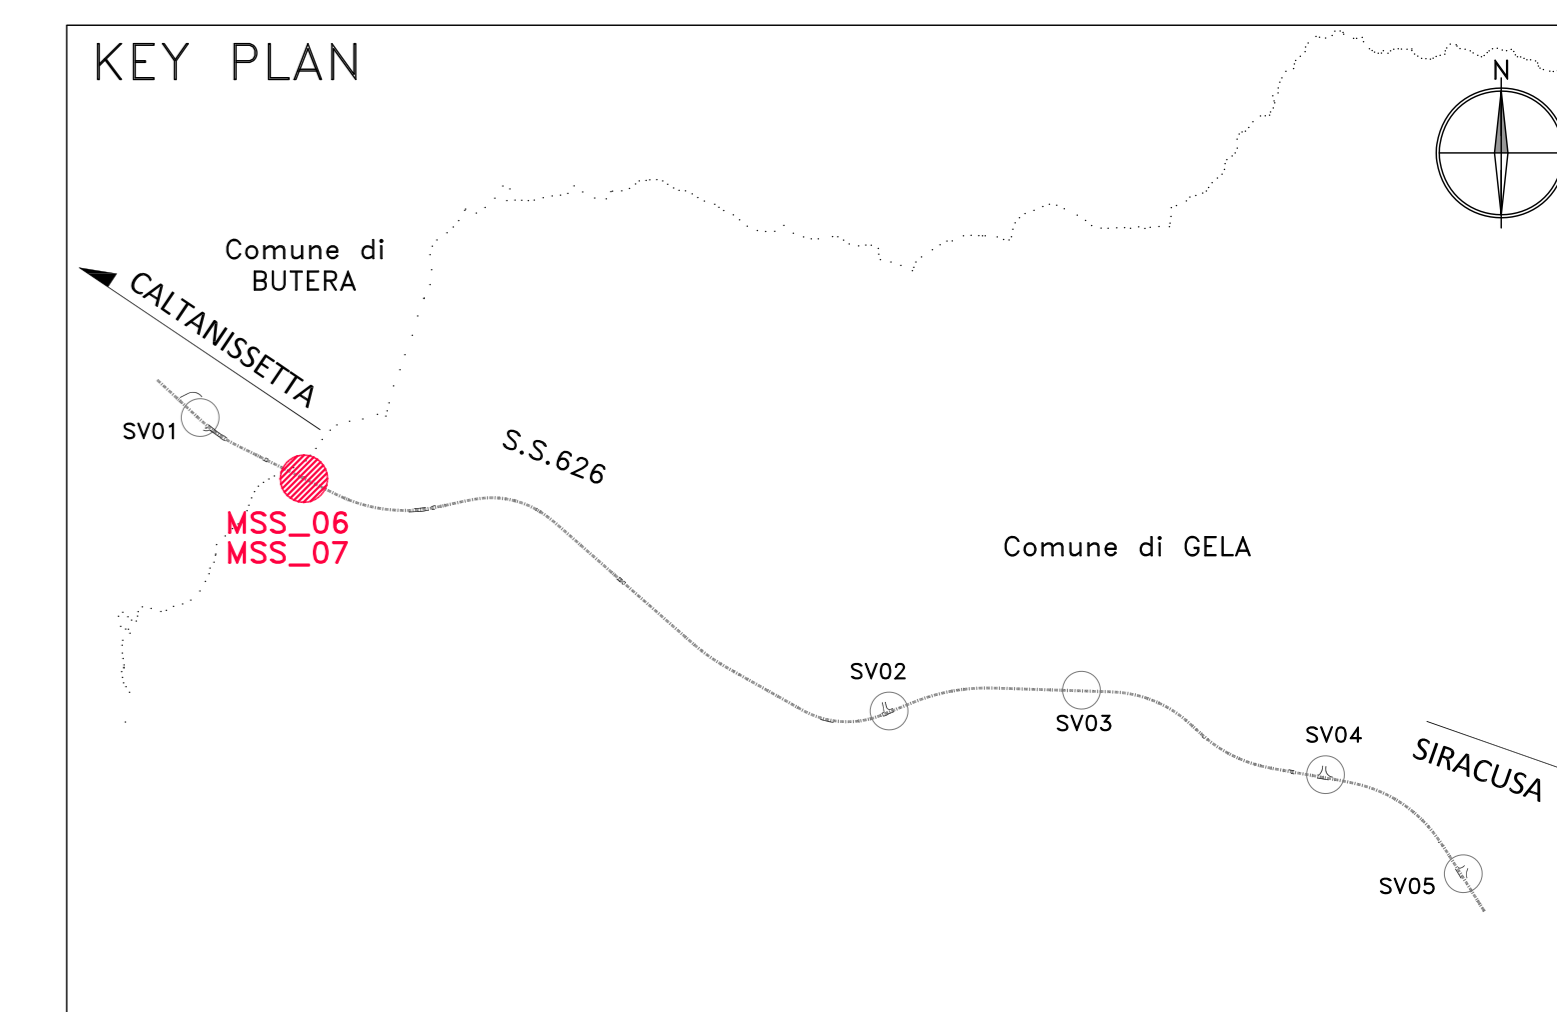 KEY PLAN
N
Comune di
BUTERA
CALTANISSETTA
SV01
S.S.626
MSS_06
MSS_07
Comune di GELA
SV02
SV03
SV04
SIRACUSA
SV05